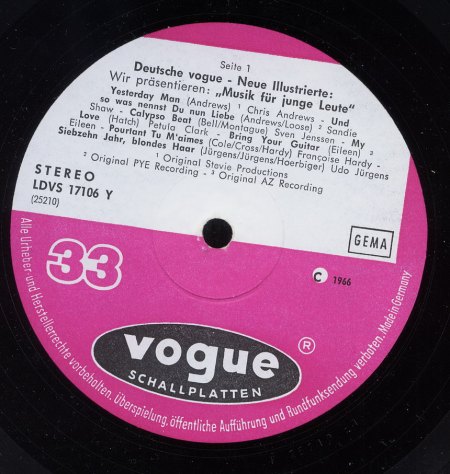 Seite 1
Deutsche vogue - Neue Illustrierte:
Wir präsentieren: „Musik für junge Leute“
Yesterday Man (Andrews) ¹ Chris Andrews - Und
so was nennst Du nun Liebe (Andrews/Loose) ² Sandie
Shaw - Calypso Beat (Bell/Montague) Sven Jenssen - My
Love (Hatch) Petula Clark - Bring Your Guitar (Eileen) ³
Eileen - Pourtant Tu M'aimes (Cole/Cross/Hardy) Françoise Hardy -
Siebzehn Jahr, blondes Haar (Jürgens/Jürgens/Hoerbiger) Udo Jürgens
¹ Original Stevie Productions
² Original PYE Recording - ³ Original AZ Recording
STEREO
LDVS 17106 Y
(25210)
GEMA
33
C 1966
vogue ®
SCHALLPLATTEN
Alle Urheber- und Herstellerrechte vorbehalten. Überspielung, öffentliche Aufführung und Rundfunksendung verboten. Made in Germany